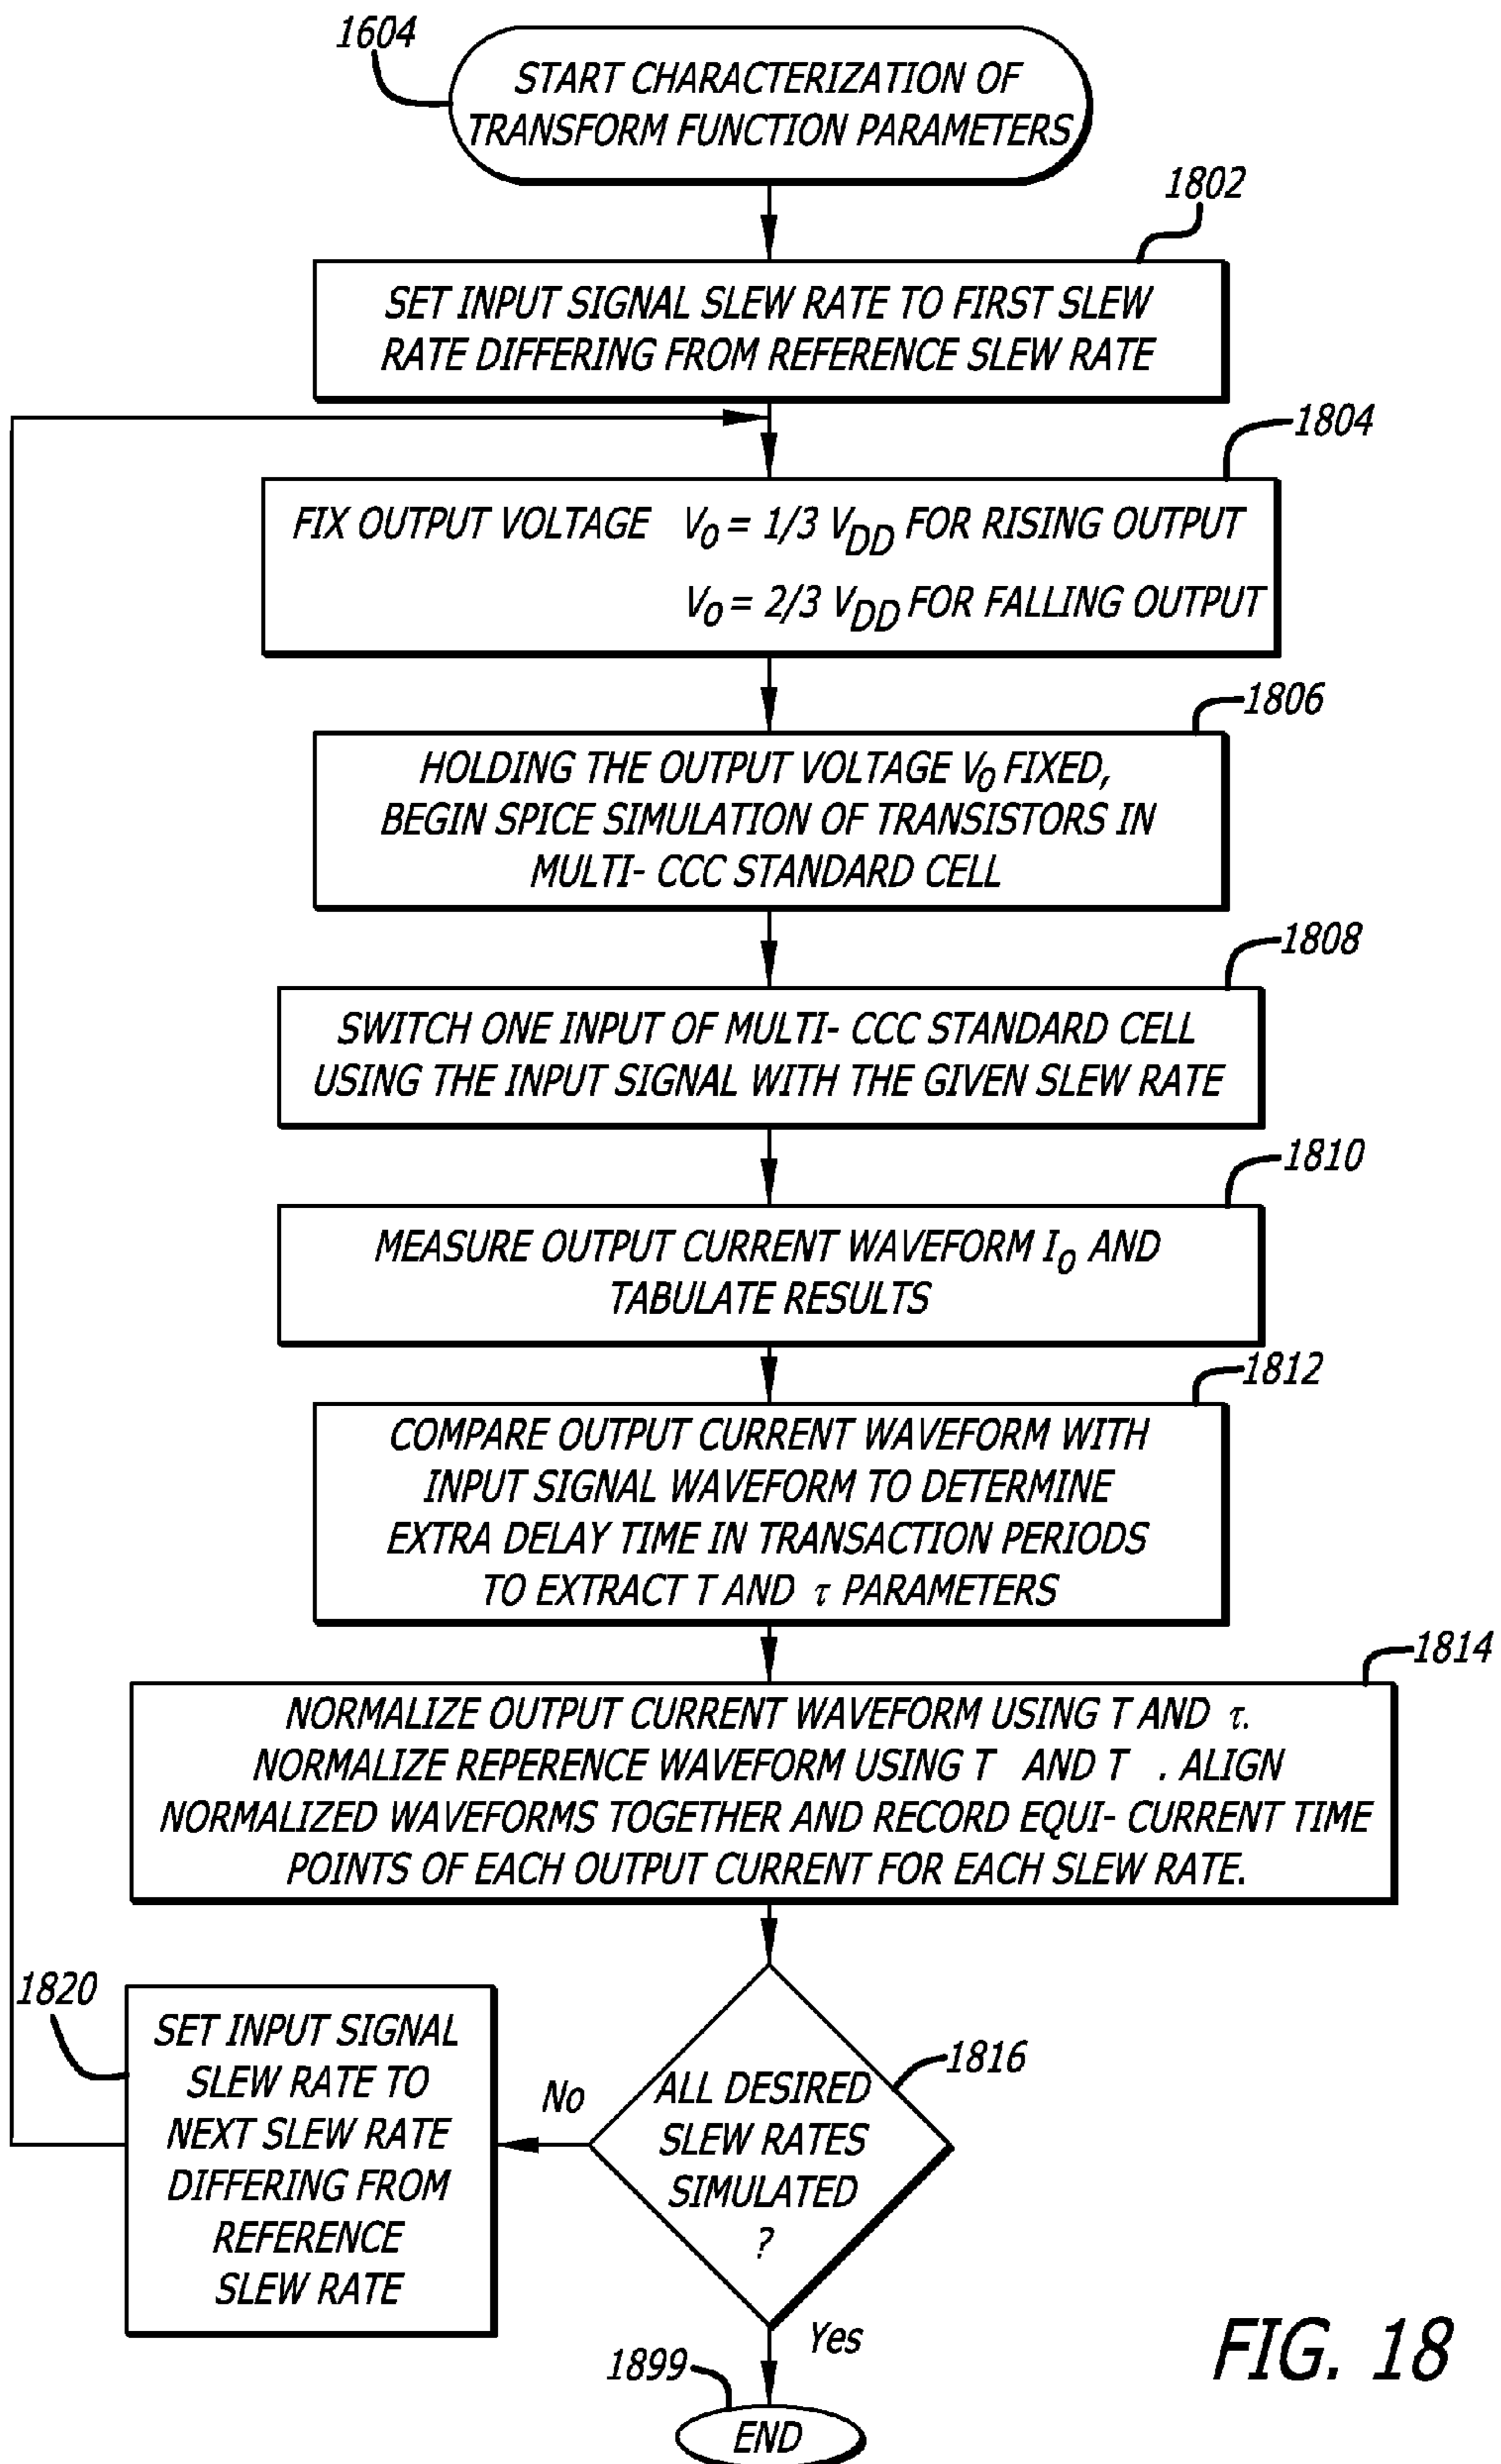 1604
START CHARACTERIZATION OF
TRANSFORM FUNCTION PARAMETERS
1802
SET INPUT SIGNAL SLEW RATE TO FIRST SLEW
RATE DIFFERING FROM REFERENCE SLEW RATE
1804
FIX OUTPUT VOLTAGE V0 = 1/3 VDD FOR RISING OUTPUT
V0 = 2/3 VDD FOR FALLING OUTPUT
1806
HOLDING THE OUTPUT VOLTAGE V0 FIXED,
BEGIN SPICE SIMULATION OF TRANSISTORS IN
MULTI- CCC STANDARD CELL
1808
SWITCH ONE INPUT OF MULTI- CCC STANDARD CELL
USING THE INPUT SIGNAL WITH THE GIVEN SLEW RATE
1810
MEASURE OUTPUT CURRENT WAVEFORM I0 AND
TABULATE RESULTS
1812
COMPARE OUTPUT CURRENT WAVEFORM WITH
INPUT SIGNAL WAVEFORM TO DETERMINE
EXTRA DELAY TIME IN TRANSACTION PERIODS
TO EXTRACT T AND τ PARAMETERS
1814
NORMALIZE OUTPUT CURRENT WAVEFORM USING T AND τ.
NORMALIZE REPERENCE WAVEFORM USING T AND T . ALIGN
NORMALIZED WAVEFORMS TOGETHER AND RECORD EQUI- CURRENT TIME
POINTS OF EACH OUTPUT CURRENT FOR EACH SLEW RATE.
1816
ALL DESIRED
SLEW RATES
SIMULATED
?
No
1820
SET INPUT SIGNAL
SLEW RATE TO
NEXT SLEW RATE
DIFFERING FROM
REFERENCE
SLEW RATE
Yes
1899
END
FIG. 18